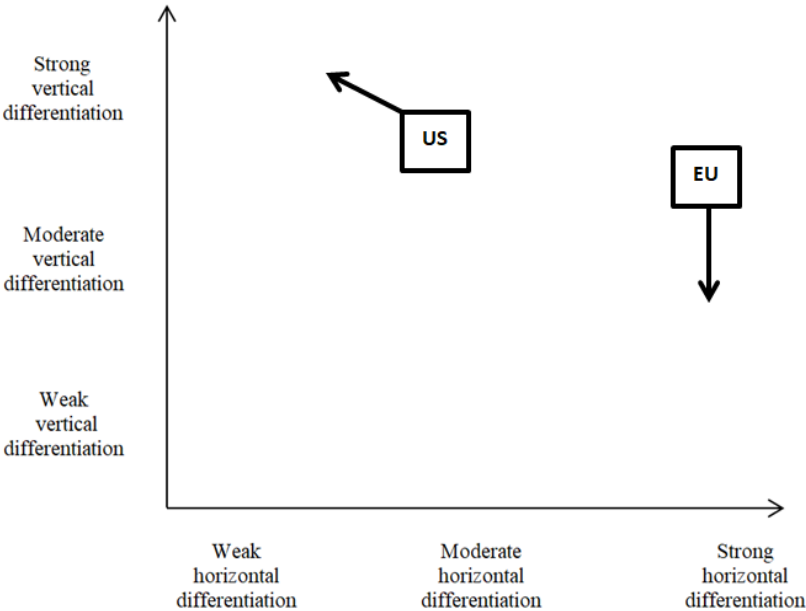 Strong
vertical
differentiation
US
EU
Moderate
vertical
differentiation
Weak
vertical
differentiation
Weak
horizontal
differentiation
Moderate
horizontal
differentiation
Strong
horizontal
differentiation